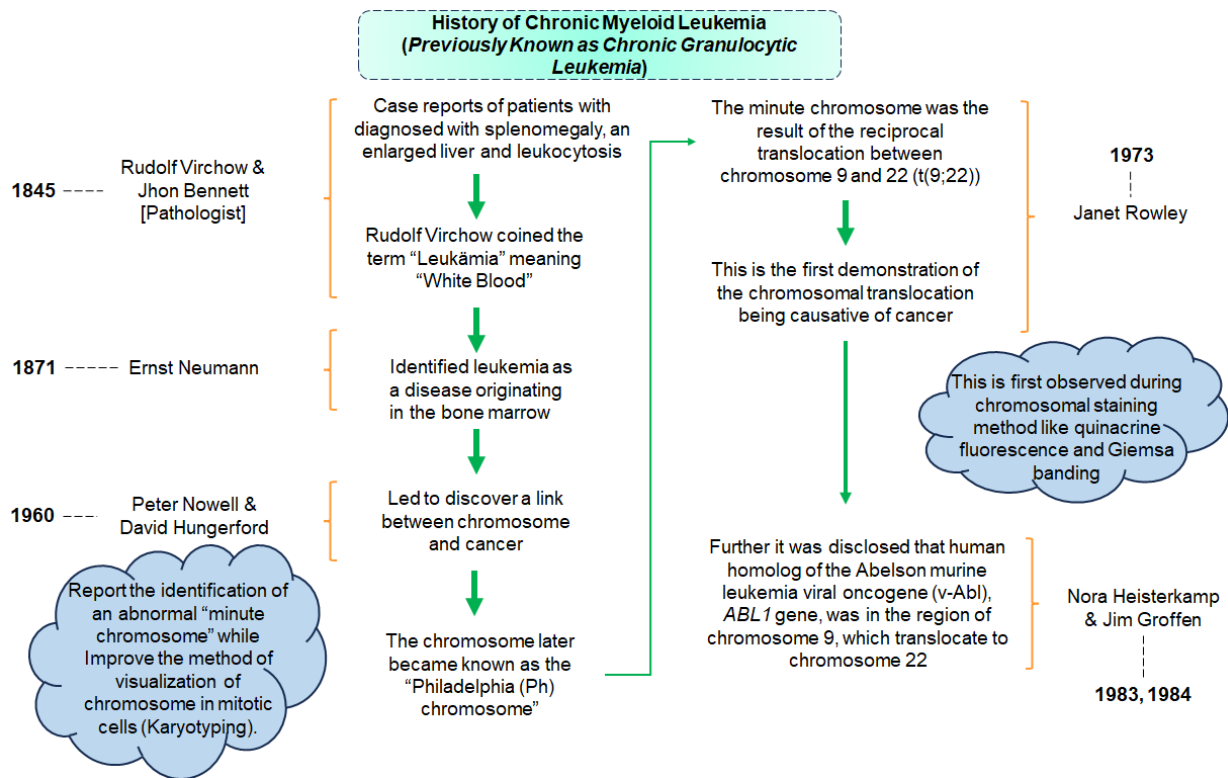 History of Chronic Myeloid Leukemia
(Previously Known as Chronic Granulocytic
Leukemia)
1845
Rudolf Virchow &
Jhon Bennett
[Pathologist]
Case reports of patients with
diagnosed with splenomegaly, an
enlarged liver and leukocytosis
Rudolf Virchow coined the
term “Leukämia” meaning
“White Blood”
1871
Ernst Neumann
Identified leukemia as
a disease originating
in the bone marrow
1960
Peter Nowell &
David Hungerford
Led to discover a link
between chromosome
and cancer
Report the identification of
an abnormal “minute
chromosome” while
Improve the method of
visualization of
chromosome in mitotic
cells (Karyotyping).
The chromosome later
became known as the
“Philadelphia (Ph)
chromosome”
The minute chromosome was the
result of the reciprocal
translocation between
chromosome 9 and 22 (t(9;22))
1973
Janet Rowley
This is the first demonstration of
the chromosomal translocation
being causative of cancer
This is first observed during
chromosomal staining
method like quinacrine
fluorescence and Giemsa
banding
Further it was disclosed that human
homolog of the Abelson murine
leukemia viral oncogene (v-Abl),
ABL1 gene, was in the region of
chromosome 9, which translocate to
chromosome 22
Nora Heisterkamp
& Jim Groffen
1983, 1984